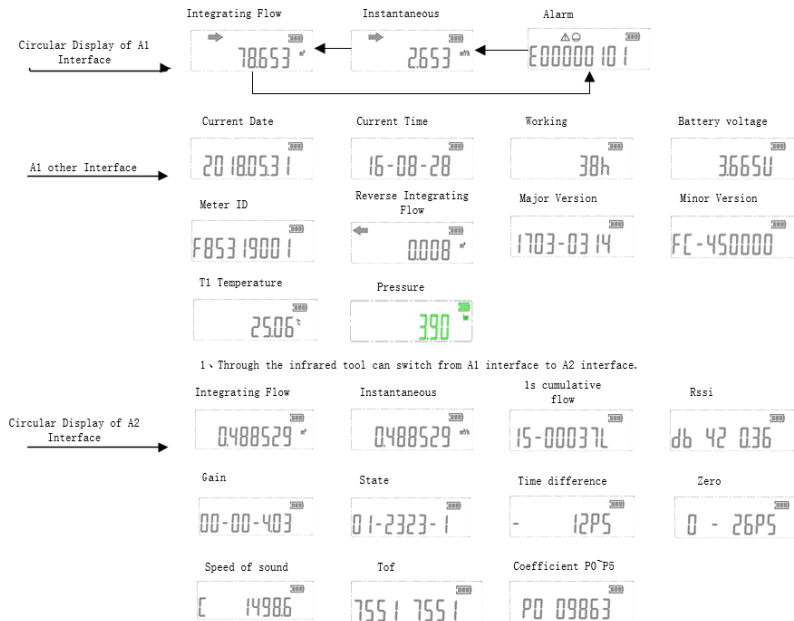 Integrating Flow Instantaneous Alarm
Circular Display of A1
Interface
78.653 m³ 2.653 m³/h E00000101
Current Date Current Time Working Battery voltage
A1 other Interface
2018.05.31 16-08-28 38h 3.665U
Meter ID Reverse Integrating
Flow Major Version Minor Version
F85319001 0.008 m³ 1703-0314 FC-450000
T1 Temperature Pressure
25.06 ℃ 3.90 bar
1、Through the infrared tool can switch from A1 interface to A2 interface.
Integrating Flow Instantaneous 1s cumulative
flow Rssi
Circular Display of A2
Interface
0.488529 m³ 0.488529 m³/h 1S-00037L db 42 0.36
Gain State Time difference Zero
00-00-4.03 01-2323-1 - 12PS 0 - 26PS
Speed of sound Tof Coefficient P0~P5
C 1498.6 7551 7551 P0 09863